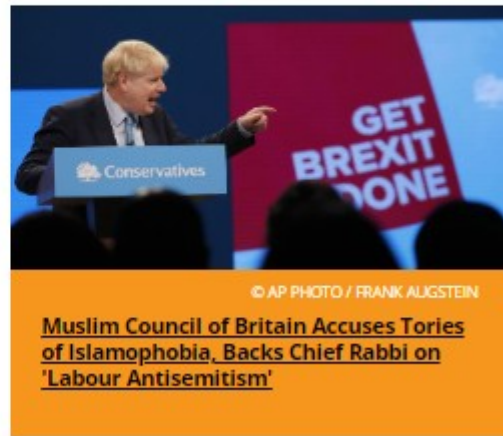 Conservatives
GET
BREXIT
DONE
© AP PHOTO / FRANK AUGSTEIN
Muslim Council of Britain Accuses Tories
of Islamophobia, Backs Chief Rabbi on
'Labour Antisemitism'